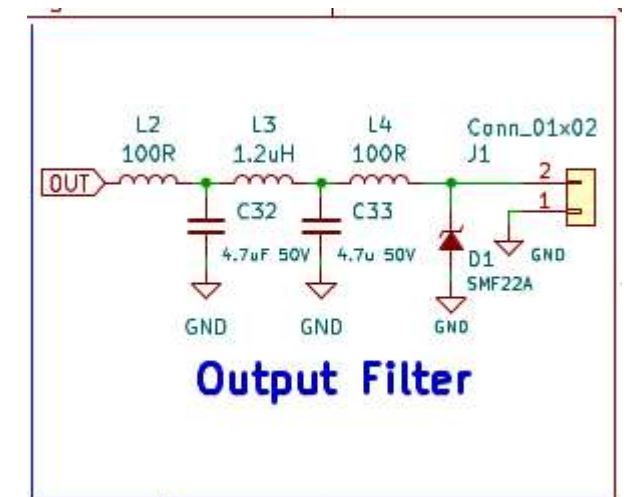 L2 L3 L4 Conn_01x02
100R 1.2uH 100R J1
OUT 2
1
C32 C33
4.7uF 50V 4.7u 50V D1 GND
SMF22A
GND GND GND
Output Filter